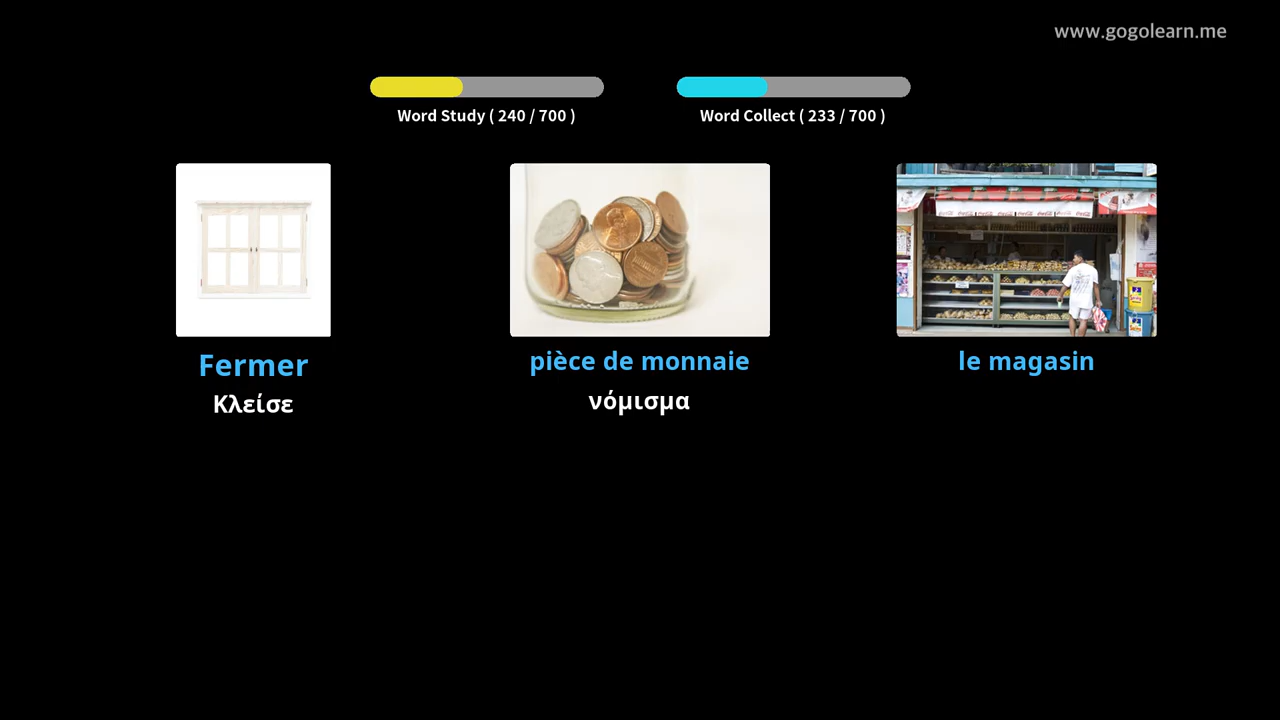 www.gogolearn.me
Word Study ( 240 / 700 )
Word Collect ( 233 / 700 )
Fermer
Κλείσε
pièce de monnaie
νόμισμα
le magasin